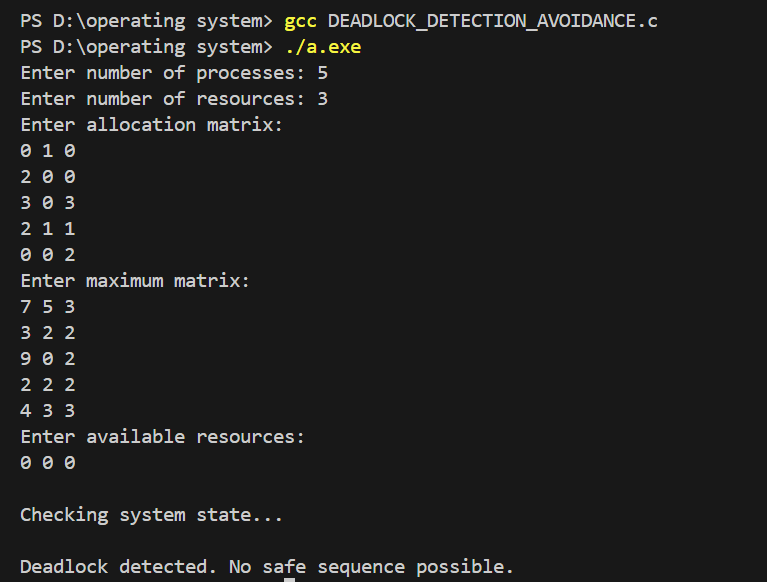 PS D:\operating system> gcc DEADLOCK_DETECTION_AVOIDANCE.c
PS D:\operating system> ./a.exe
Enter number of processes: 5
Enter number of resources: 3
Enter allocation matrix:
0 1 0
2 0 0
3 0 3
2 1 1
0 0 2
Enter maximum matrix:
7 5 3
3 2 2
9 0 2
2 2 2
4 3 3
Enter available resources:
0 0 0
Checking system state...
Deadlock detected. No safe sequence possible.